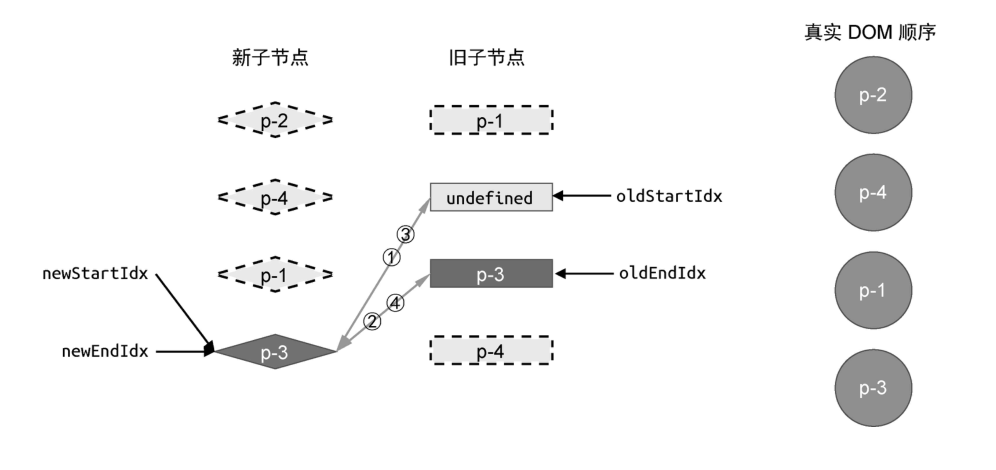 真实 DOM 顺序
新子节点
旧子节点
p-2
p-1
p-2
p-4
undefined
oldStartIdx
p-4
③
①
newStartIdx
p-1
p-3
oldEndIdx
p-1
④
②
newEndIdx
p-3
p-4
p-3